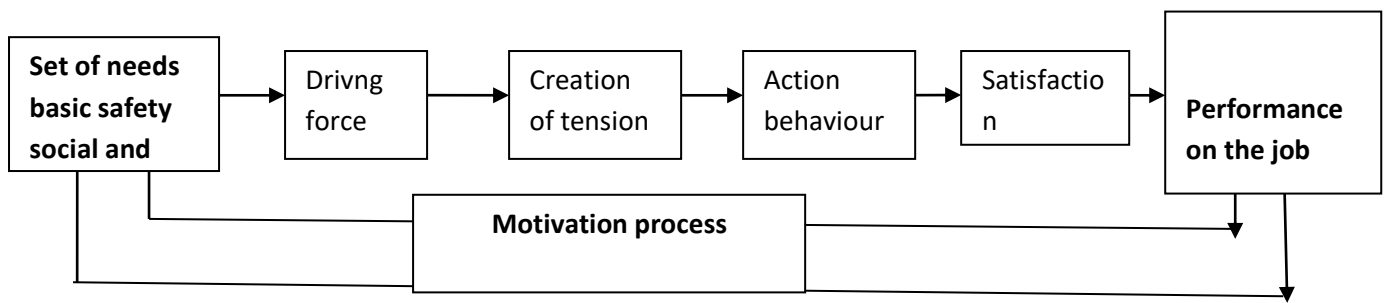 Set of needs
basic safety
social and
Drivng
force
Creation
of tension
Action
behaviour
Satisfactio
n
Performance
on the job
Motivation process